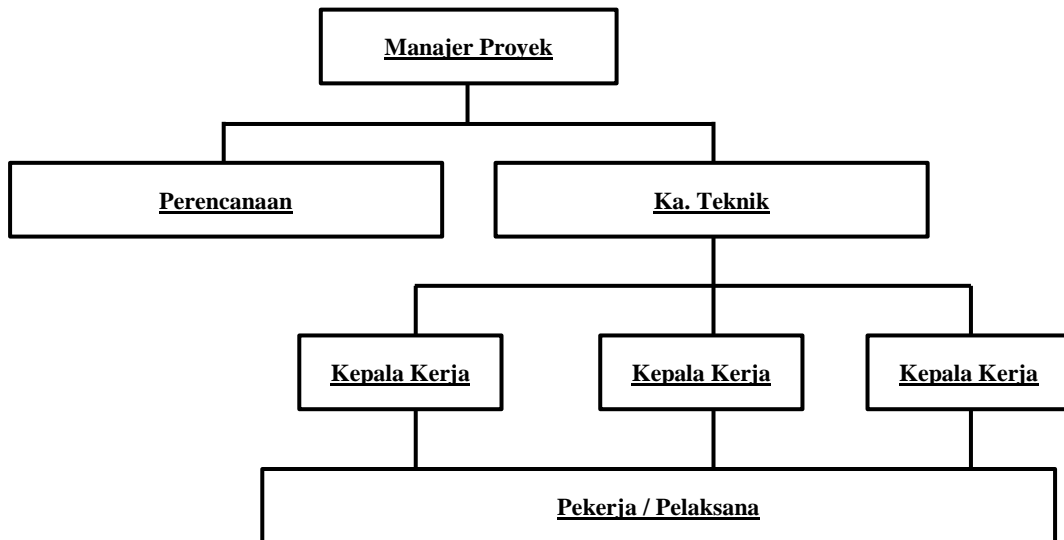 Manajer Proyek
Perencanaan
Ka. Teknik
Kepala Kerja
Kepala Kerja
Kepala Kerja
Pekerja / Pelaksana